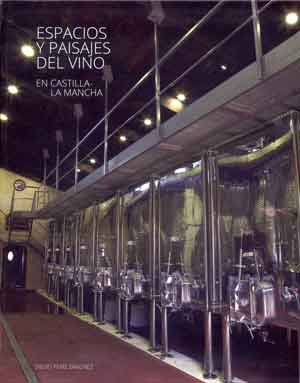 ESPACIOS
Y PAISAJES
DEL VINO
EN CASTILLA-
LA MANCHA